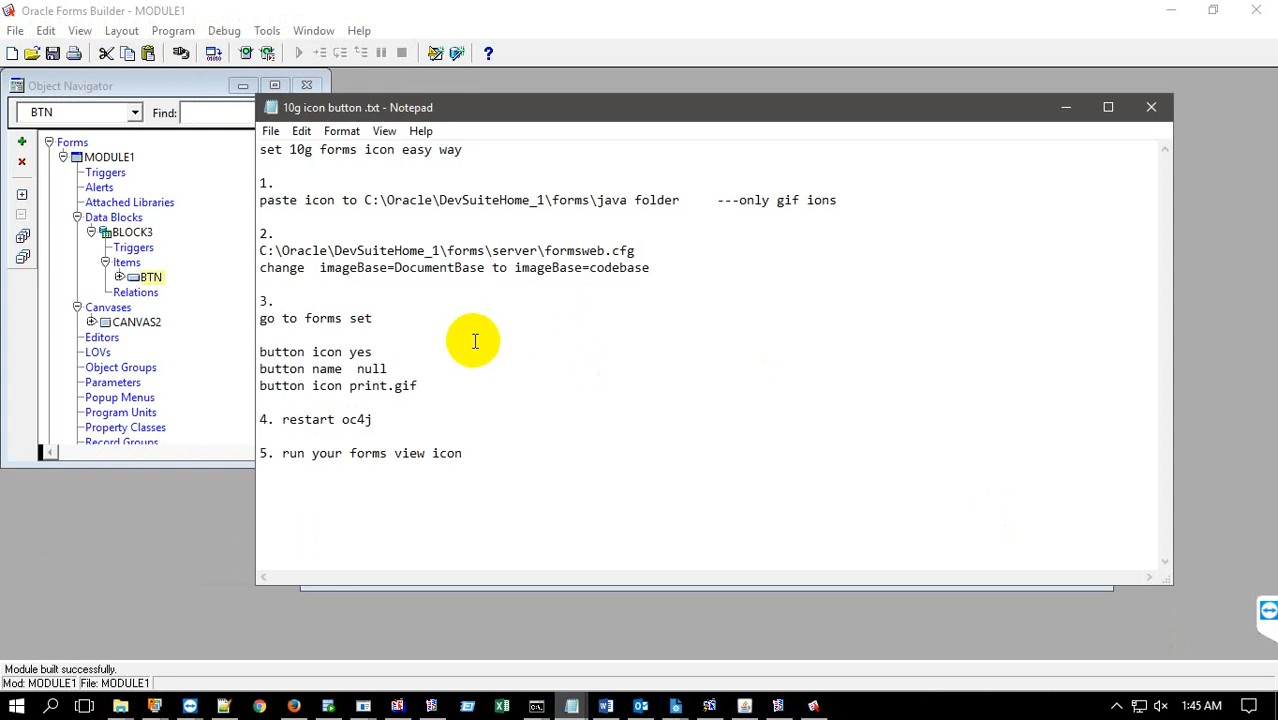 Oracle Forms Builder - MODULE1
File Edit View Layout Program Debug Tools Window Help
Object Navigator
BTN Find:
Forms
MODULE1
Triggers
Alerts
Attached Libraries
Data Blocks
BLOCK3
Triggers
Items
BTN
Relations
Canvases
CANVAS2
Editors
LOVs
Object Groups
Parameters
Popup Menus
Program Units
Property Classes
Record Groups
10g icon button .txt - Notepad
File Edit Format View Help
set 10g forms icon easy way
1.
paste icon to C:\Oracle\DevSuiteHome_1\forms\java folder ---only gif ions
2.
C:\Oracle\DevSuiteHome_1\forms\server\formsweb.cfg
change imageBase=DocumentBase to imageBase=codebase
3.
go to forms set
button icon yes
button name null
button icon print.gif
4. restart oc4j
5. run your forms view icon
Module built successfully.
Mod: MODULE1 File: MODULE1
1:45 AM